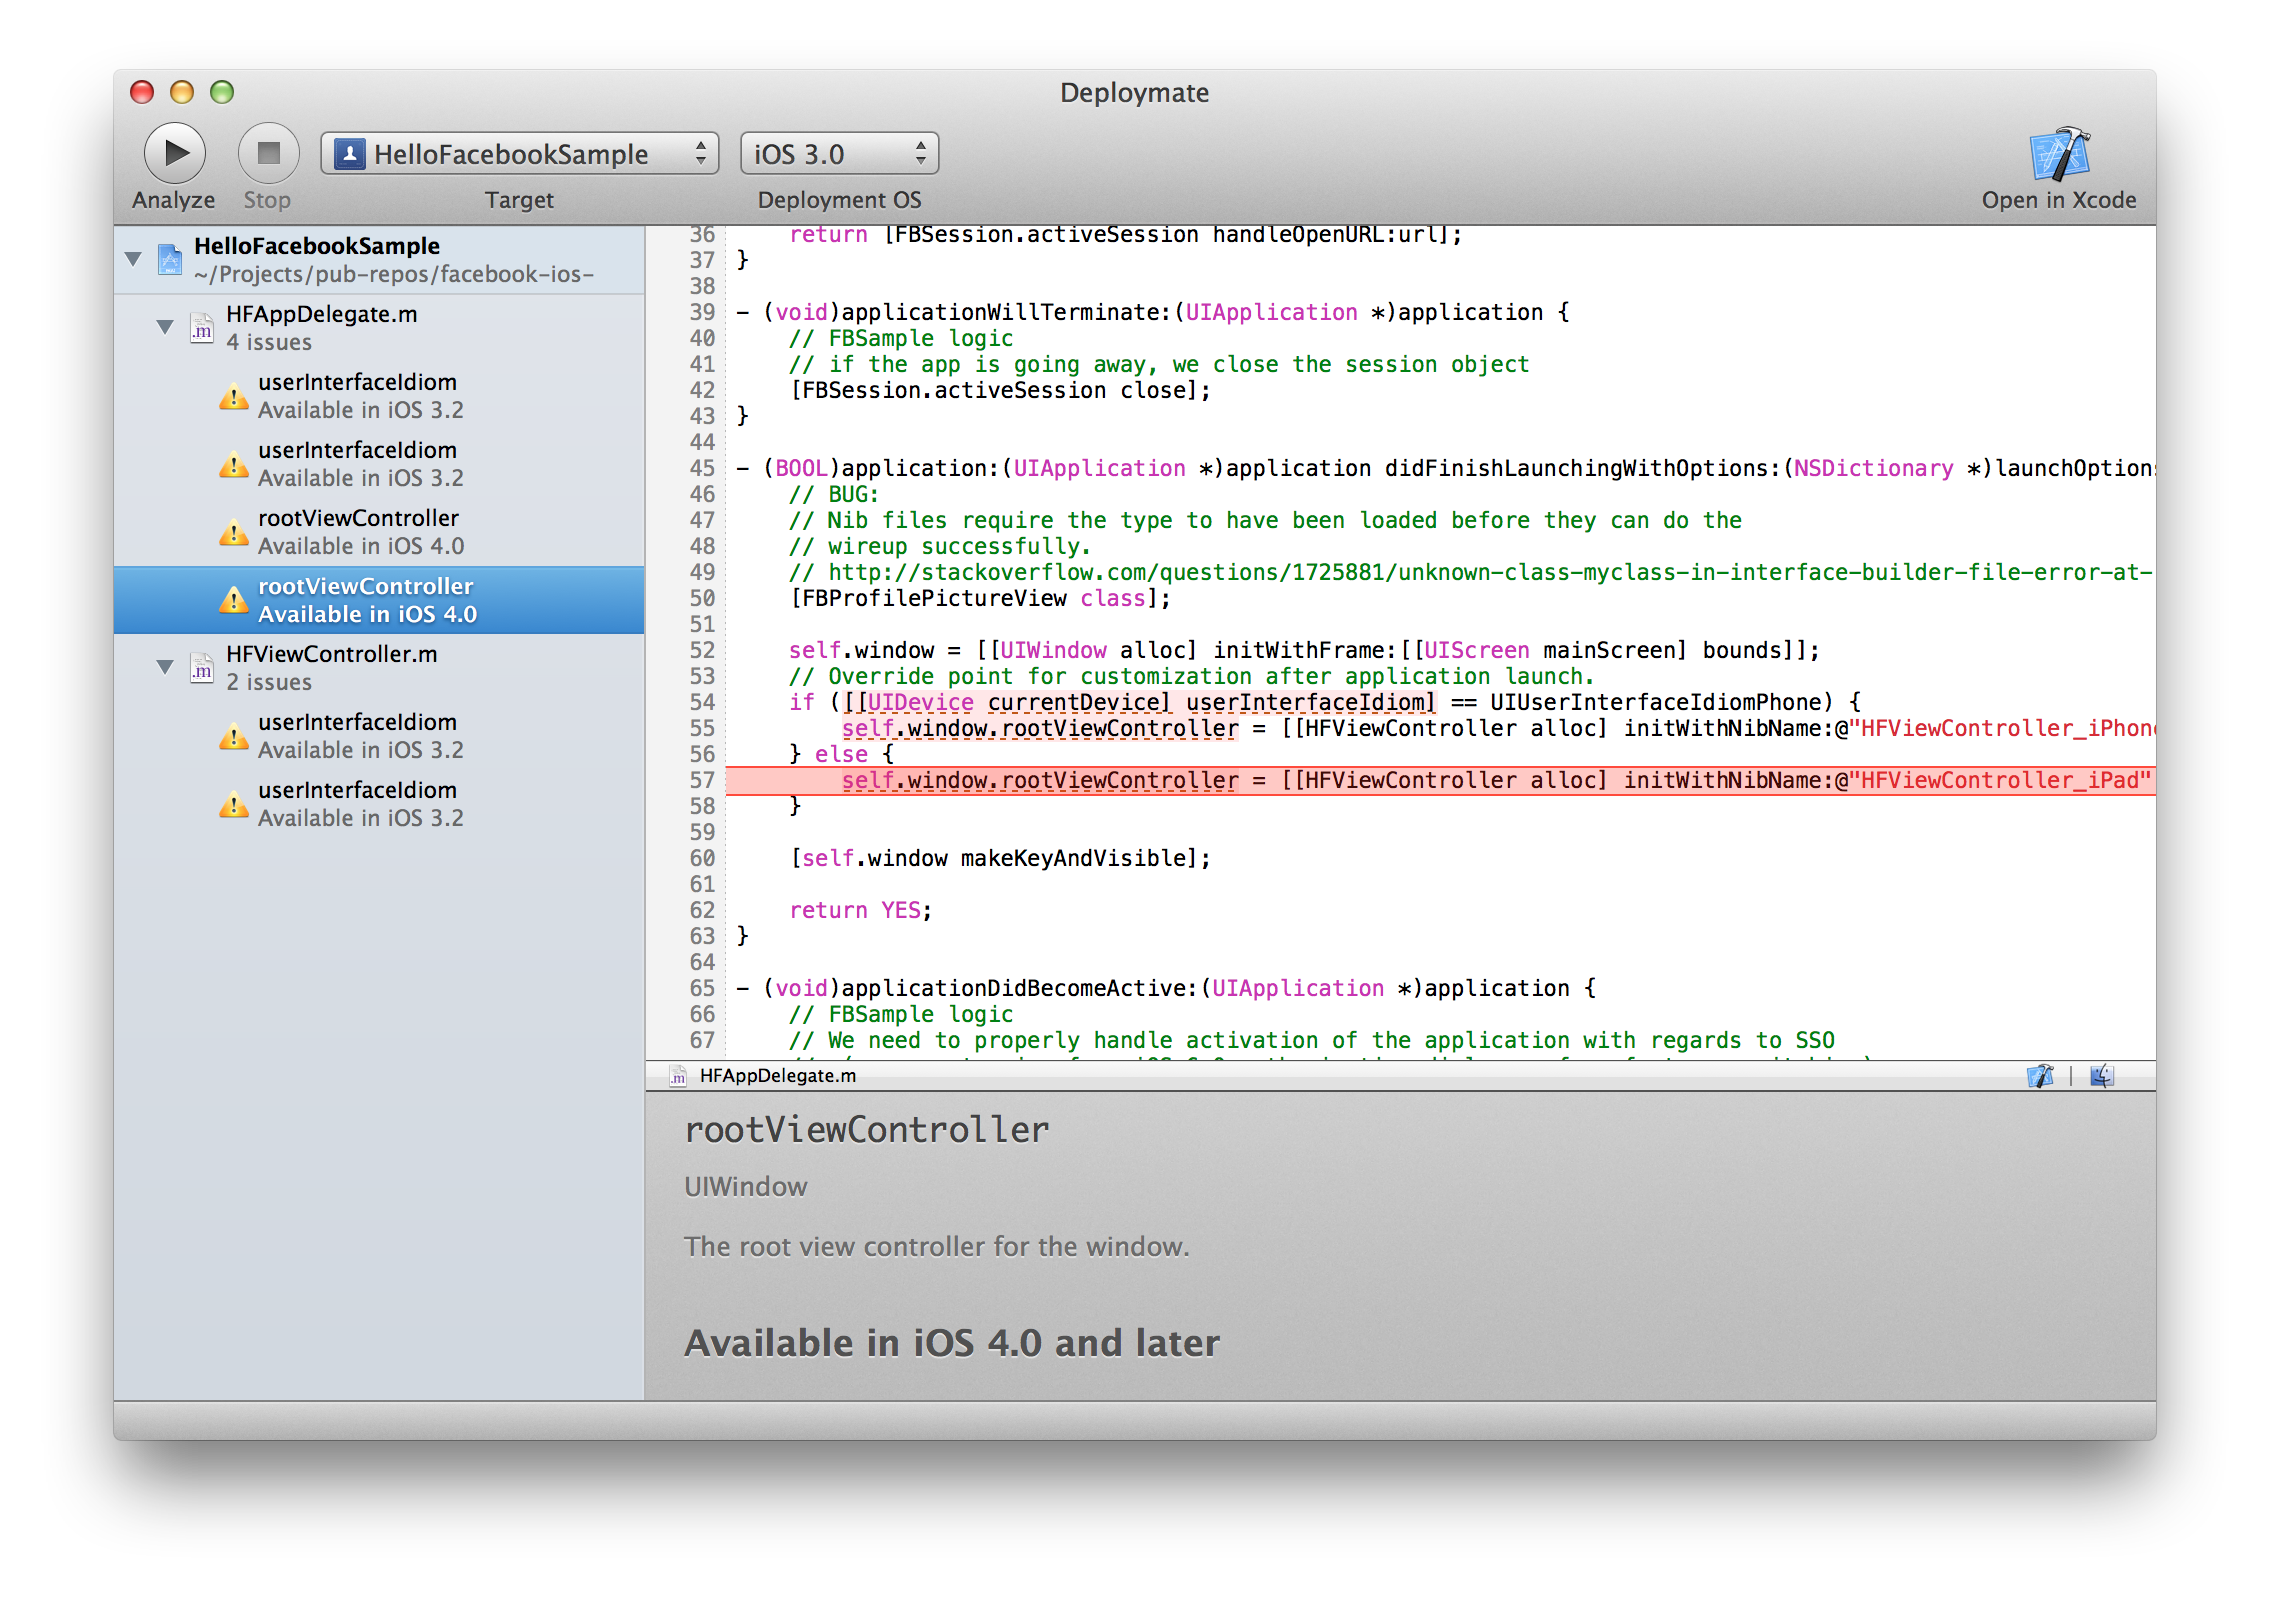 Deploymate
HelloFacebookSample
iOS 3.0
Analyze
Stop
Target
Deployment OS
Open in Xcode
HelloFacebookSample
~/Projects/pub-repos/facebook-ios-
HFAppDelegate.m
4 issues
userInterfaceIdiom
Available in iOS 3.2
userInterfaceIdiom
Available in iOS 3.2
rootViewController
Available in iOS 4.0
rootViewController
Available in iOS 4.0
HFViewController.m
2 issues
userInterfaceIdiom
Available in iOS 3.2
userInterfaceIdiom
Available in iOS 3.2
36 return [FBSession.activeSession handleOpenURL:url];
37 }
38
39 - (void)applicationWillTerminate:(UIApplication *)application {
40 // FBSample logic
41 // if the app is going away, we close the session object
42 [FBSession.activeSession close];
43 }
44
45 - (BOOL)application:(UIApplication *)application didFinishLaunchingWithOptions:(NSDictionary *)launchOption
46 // BUG:
47 // Nib files require the type to have been loaded before they can do the
48 // wireup successfully.
49 // http://stackoverflow.com/questions/1725881/unknown-class-myclass-in-interface-builder-file-error-at-
50 [FBProfilePictureView class];
51
52 self.window = [[UIWindow alloc] initWithFrame:[[UIScreen mainScreen] bounds]];
53 // Override point for customization after application launch.
54 if ([[UIDevice currentDevice] userInterfaceIdiom] == UIUserInterfaceIdiomPhone) {
55 self.window.rootViewController = [[HFViewController alloc] initWithNibName:@"HFViewController_iPhone
56 } else {
57 self.window.rootViewController = [[HFViewController alloc] initWithNibName:@"HFViewController_iPad"
58 }
59
60 [self.window makeKeyAndVisible];
61
62 return YES;
63 }
64
65 - (void)applicationDidBecomeActive:(UIApplication *)application {
66 // FBSample logic
67 // We need to properly handle activation of the application with regards to SSO
HFAppDelegate.m
rootViewController
UIWindow
The root view controller for the window.
Available in iOS 4.0 and later